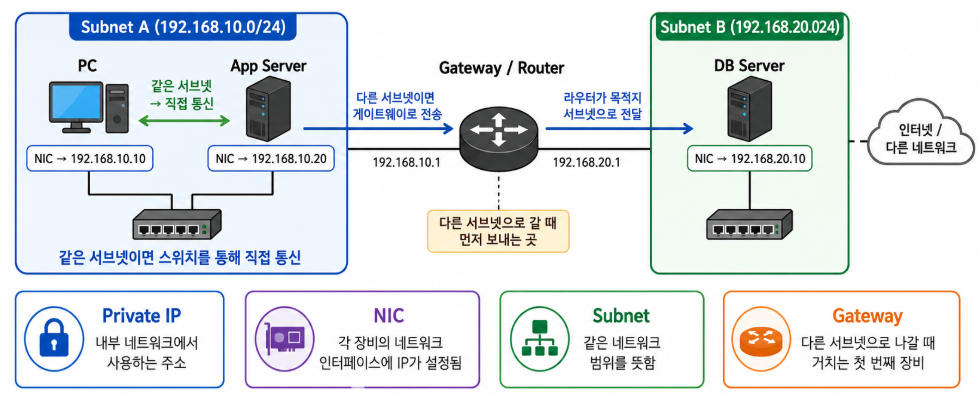 Subnet A (192.168.10.0/24)
PC
같은 서브넷
→ 직접 통신
App Server
NIC → 192.168.10.10
NIC → 192.168.10.20
같은 서브넷이면 스위치를 통해 직접 통신
다른 서브넷이면
게이트웨이로 전송
192.168.10.1
Gateway / Router
다른 서브넷으로 갈 때
먼저 보내는 곳
라우터가 목적지
서브넷으로 전달
192.168.20.1
Subnet B (192.168.20.024)
DB Server
NIC → 192.168.20.10
인터넷 /
다른 네트워크
Private IP
내부 네트워크에서
사용하는 주소
NIC
각 장비의 네트워크
인터페이스에 IP가 설정됨
Subnet
같은 네트워크
범위를 뜻함
Gateway
다른 서브넷으로 나갈 때
거치는 첫 번째 장비